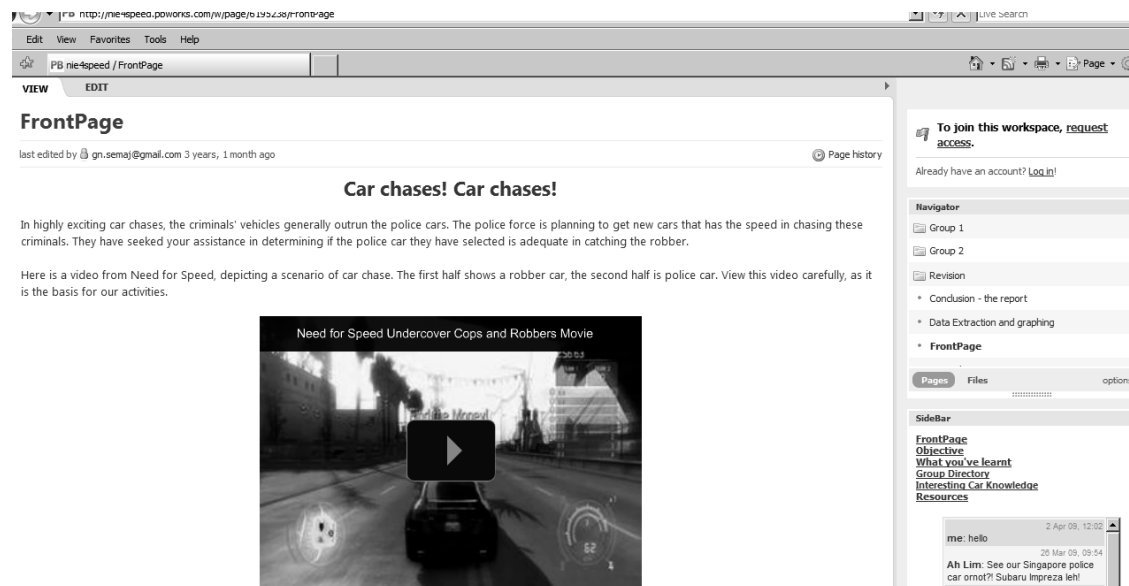 PB http://nie4speed.pbworks.com/w/page/6195238/FrontPage
Live Search
Edit View Favorites Tools Help
PB nie4speed / FrontPage
Page
VIEW EDIT
FrontPage
last edited by gn.semaj@gmail.com 3 years, 1 month ago
Page history
Car chases! Car chases!
In highly exciting car chases, the criminals' vehicles generally outrun the police cars. The police force is planning to get new cars that has the speed in chasing these
criminals. They have seeked your assistance in determining if the police car they have selected is adequate in catching the robber.
Here is a video from Need for Speed, depicting a scenario of car chase. The first half shows a robber car, the second half is police car. View this video carefully, as it
is the basis for our activities.
Need for Speed Undercover Cops and Robbers Movie
62
To join this workspace, request
access.
Already have an account? Log in!
Navigator
Group 1
Group 2
Revision
Conclusion - the report
Data Extraction and graphing
FrontPage
Pages Files options
SideBar
FrontPage
Objective
What you've learnt
Group Directory
Interesting Car Knowledge
Resources
2 Apr 09, 12:02
me: hello
26 Mar 09, 09:54
Ah Lim: See our Singapore police
car ornot?! Subaru Impreza leh!